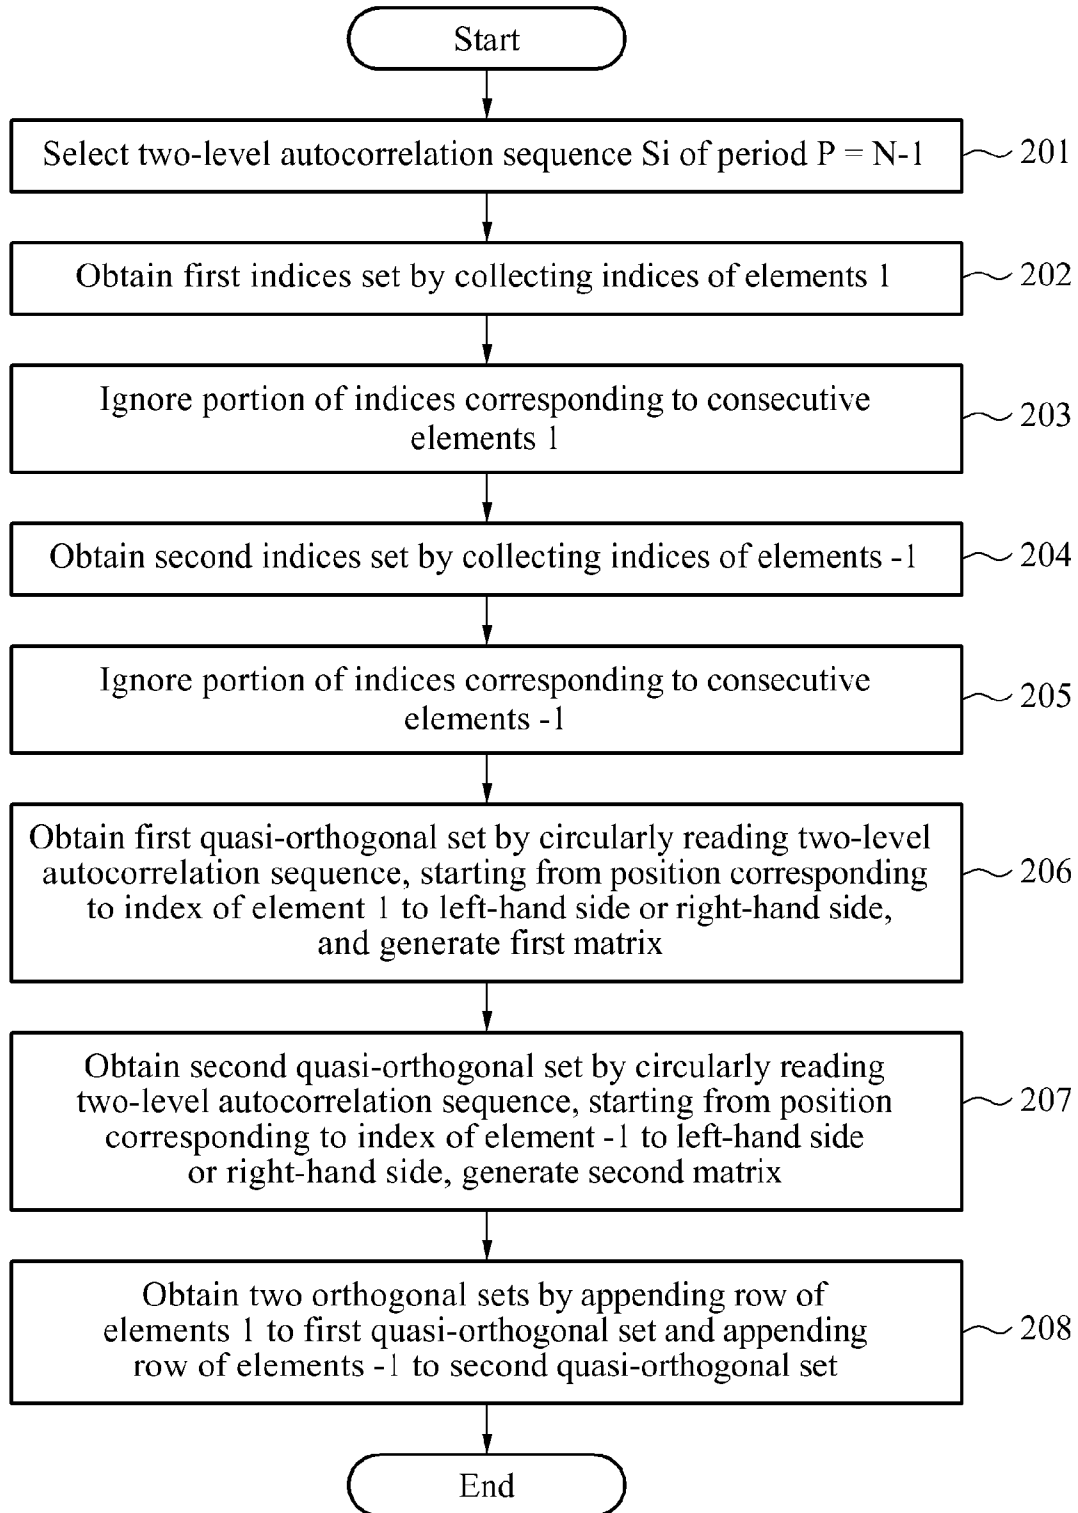 Start
Select two-level autocorrelation sequence Si of period P = N-1
201
Obtain first indices set by collecting indices of elements 1
202
Ignore portion of indices corresponding to consecutive
elements 1
203
Obtain second indices set by collecting indices of elements -1
204
Ignore portion of indices corresponding to consecutive
elements -1
205
Obtain first quasi-orthogonal set by circularly reading two-level
autocorrelation sequence, starting from position corresponding
to index of element 1 to left-hand side or right-hand side,
and generate first matrix
206
Obtain second quasi-orthogonal set by circularly reading
two-level autocorrelation sequence, starting from position
corresponding to index of element -1 to left-hand side
or right-hand side, generate second matrix
207
Obtain two orthogonal sets by appending row of
elements 1 to first quasi-orthogonal set and appending
row of elements -1 to second quasi-orthogonal set
208
End